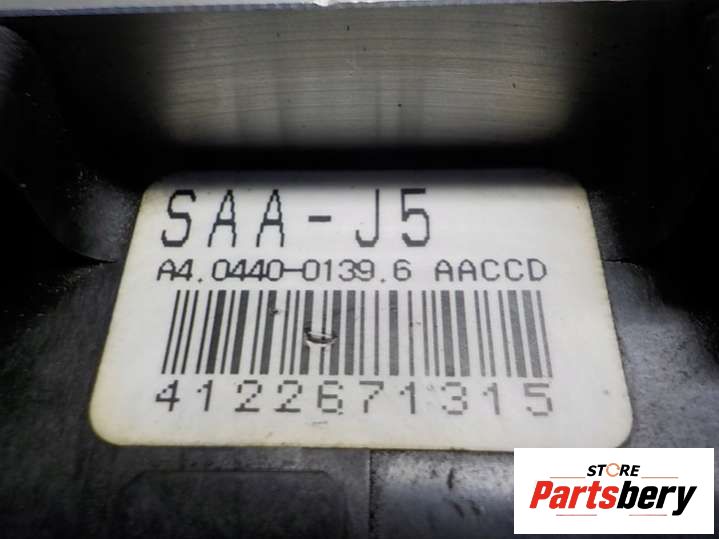 SAA-J5
A4.0440-0139.6 AACCD
4122671315
STORE
Partsbery